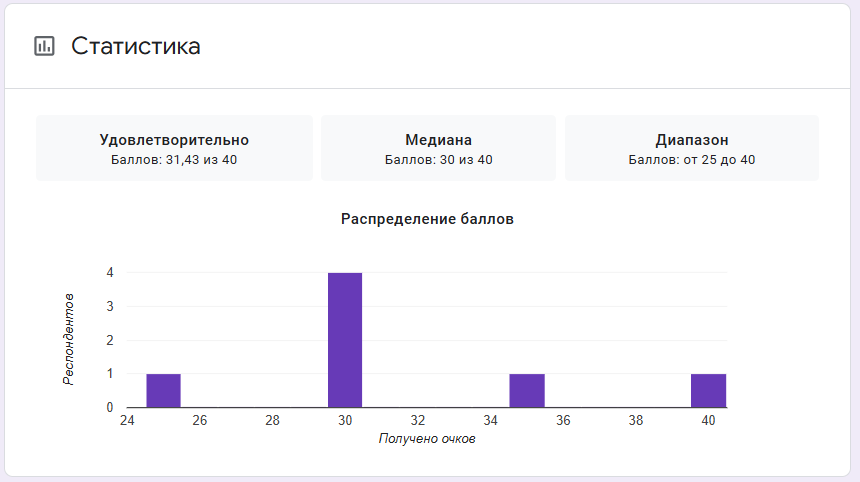 Статистика
Удовлетворительно
Баллов: 31,43 из 40
Медиана
Баллов: 30 из 40
Диапазон
Баллов: от 25 до 40
Распределение баллов
Респондентов
4
3
2
1
0
24 26 28 30 32 34 36 38 40
Получено очков